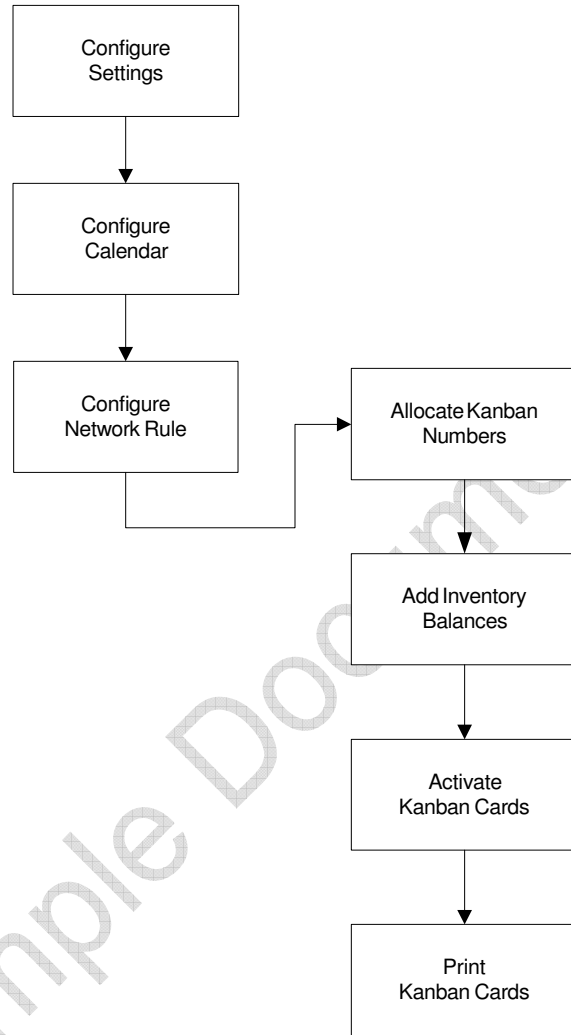 Configure
Settings
Configure
Calendar
Configure
Network Rule
Allocate Kanban
Numbers
Add Inventory
Balances
Activate
Kanban Cards
Print
Kanban Cards